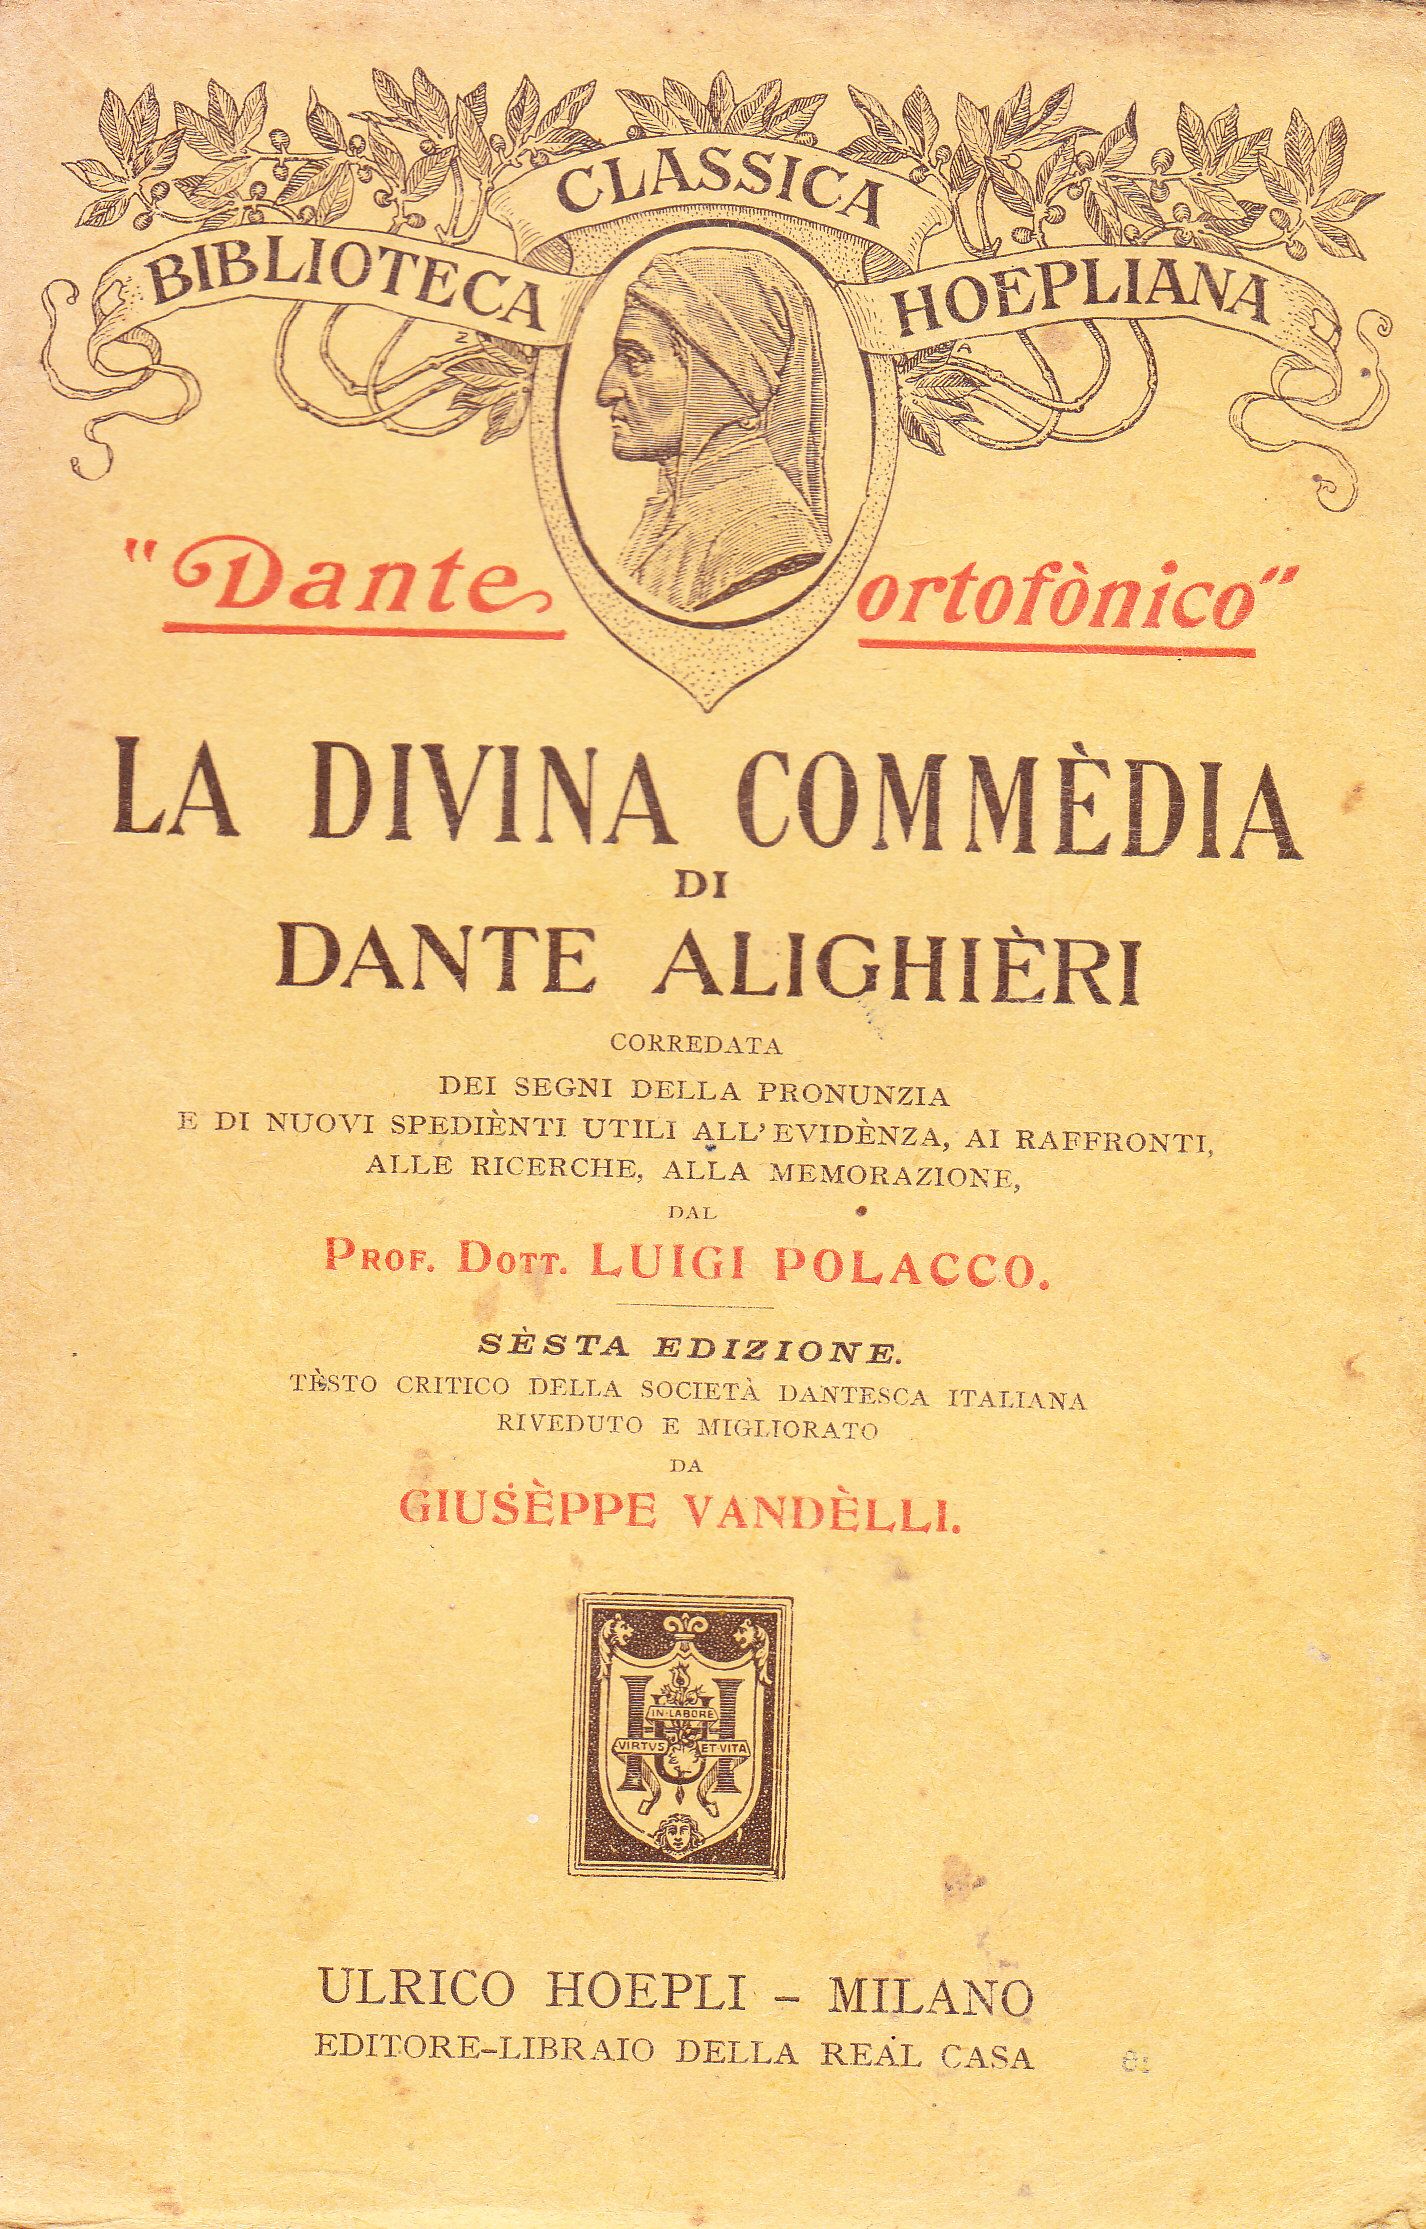 BIBLIOTECA CLASSICA HOEPLIANA
"Dante ortofònico"
LA DIVINA COMMÈDIA
DI
DANTE ALIGHIÈRI
CORREDATA
DEI SEGNI DELLA PRONUNZIA
E DI NUOVI SPEDIÈNTI UTILI ALL'EVIDÈNZA, AI RAFFRONTI,
ALLE RICERCHE, ALLA MEMORAZIONE,
DAL
PROF. DOTT. LUIGI POLACCO.
SÈSTA EDIZIONE.
TÈSTO CRITICO DELLA SOCIETÀ DANTESCA ITALIANA
RIVEDUTO E MIGLIORATO
DA
GIUṠÈPPE VANDÈLLI.
IN·LABORE
VIRTVS ET·VITA
ULRICO HOEPLI – MILANO
EDITORE-LIBRAIO DELLA REAL CASA